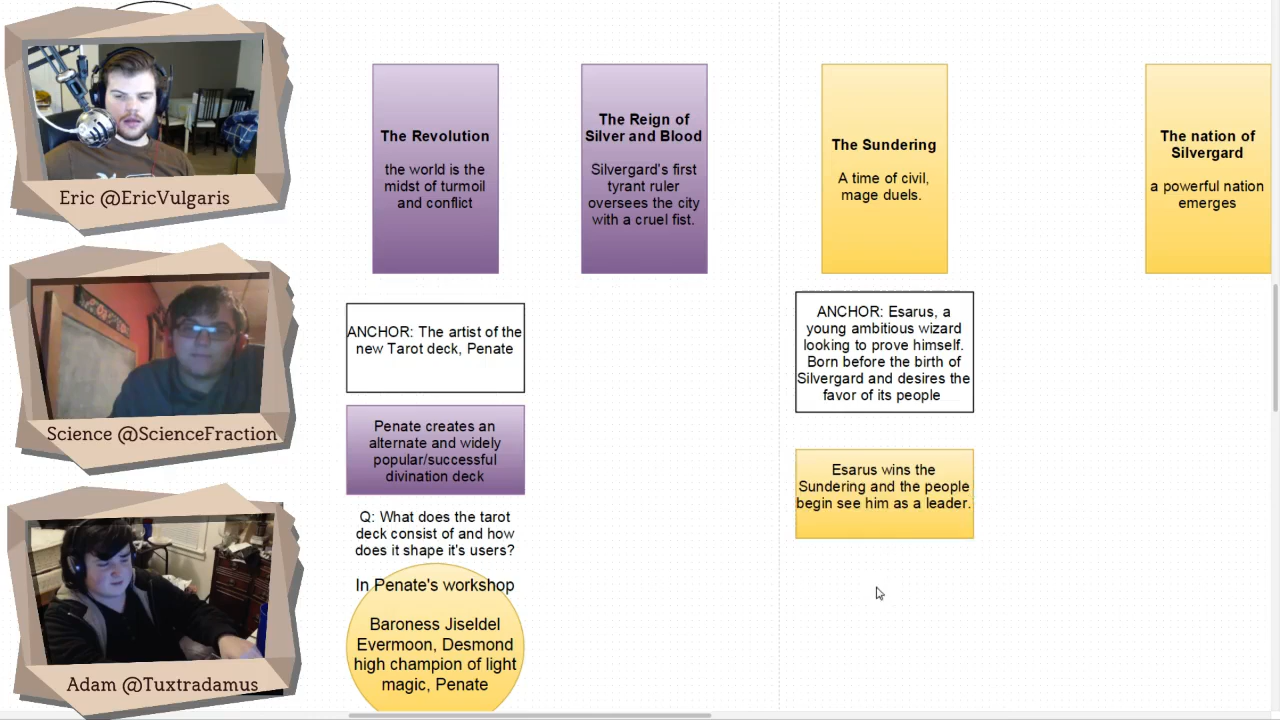 Eric @EricVulgaris
Science @ScienceFraction
Adam @Tuxtradamus
The Revolution
the world is the
midst of turmoil
and conflict
The Reign of
Silver and Blood
Silvergard's first
tyrant ruler
oversees the city
with a cruel fist.
The Sundering
A time of civil,
mage duels.
The nation of
Silvergard
a powerful nation
emerges
ANCHOR: The artist of the
new Tarot deck, Penate
Penate creates an
alternate and widely
popular/successful
divination deck
Q: What does the tarot
deck consist of and how
does it shape it's users?
In Penate's workshop
Baroness Jiseldel
Evermoon, Desmond
high champion of light
magic, Penate
ANCHOR: Esarus, a
young ambitious wizard
looking to prove himself.
Born before the birth of
Silvergard and desires the
favor of its people
Esarus wins the
Sundering and the people
begin see him as a leader.